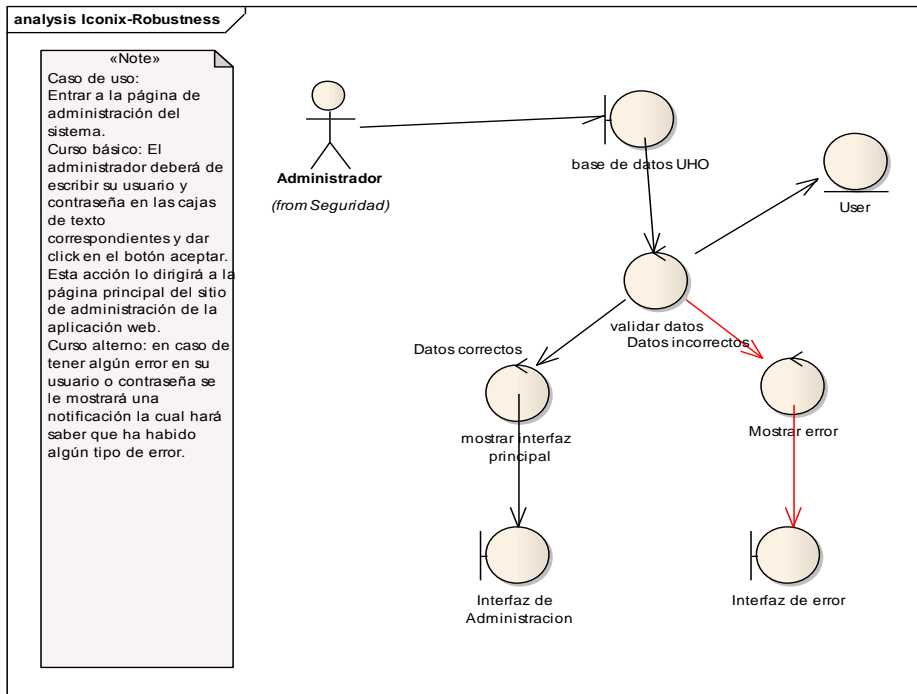 analysis Iconix-Robustness
«Note»
Caso de uso:
Entrar a la página de
administración del
sistema.
Curso básico: El
administrador deberá de
escribir su usuario y
contraseña en las cajas
de texto
correspondientes y dar
click en el botón aceptar.
Esta acción lo dirigirá a la
página principal del sitio
de administración de la
aplicación web.
Curso alterno: en caso de
tener algún error en su
usuario o contraseña se
le mostrará una
notificación la cual hará
saber que ha habido
algún tipo de error.
Administrador
(from Seguridad)
base de datos UHO
User
validar datos
Datos incorrectos
Datos correctos
mostrar interfaz
principal
Mostrar error
Interfaz de
Administracion
Interfaz de error